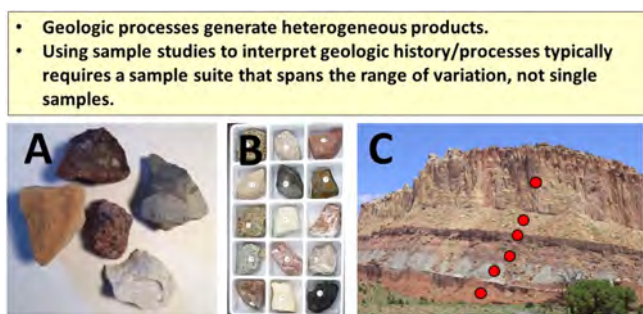 • Geologic processes generate heterogeneous products.
• Using sample studies to interpret geologic history/processes typically
requires a sample suite that spans the range of variation, not single
samples.
A B C